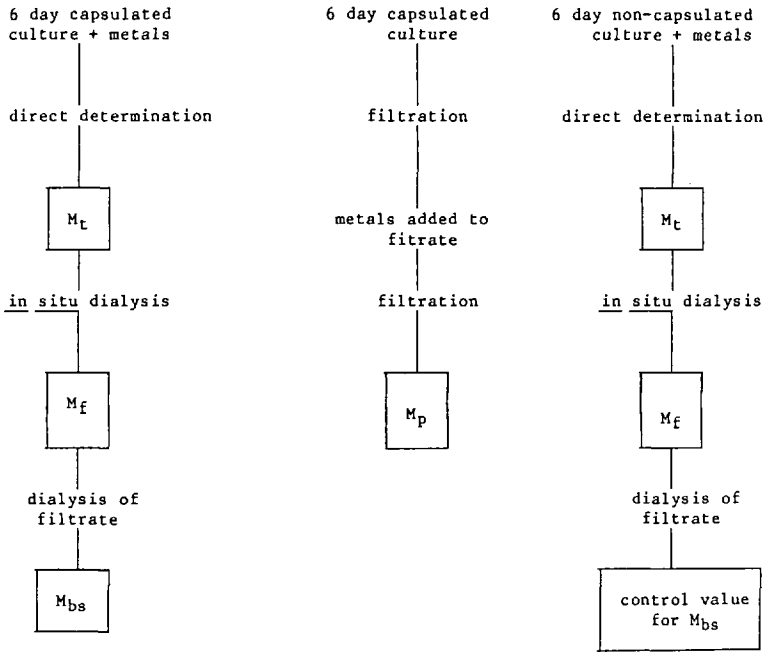 6 day capsulated
culture + metals
direct determination
Mt
in situ dialysis
Mf
dialysis of
filtrate
Mbs
6 day capsulated
culture
filtration
metals added to
fitrate
filtration
Mp
6 day non-capsulated
culture + metals
direct determination
Mt
in situ dialysis
Mf
dialysis of
filtrate
control value
for Mbs